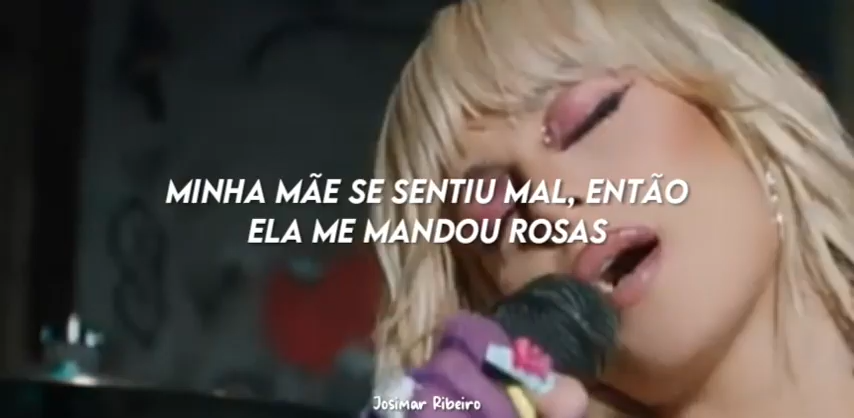 MINHA MÃE SE SENTIU MAL, ENTÃO
ELA ME MANDOU ROSAS
Josimar Ribeiro